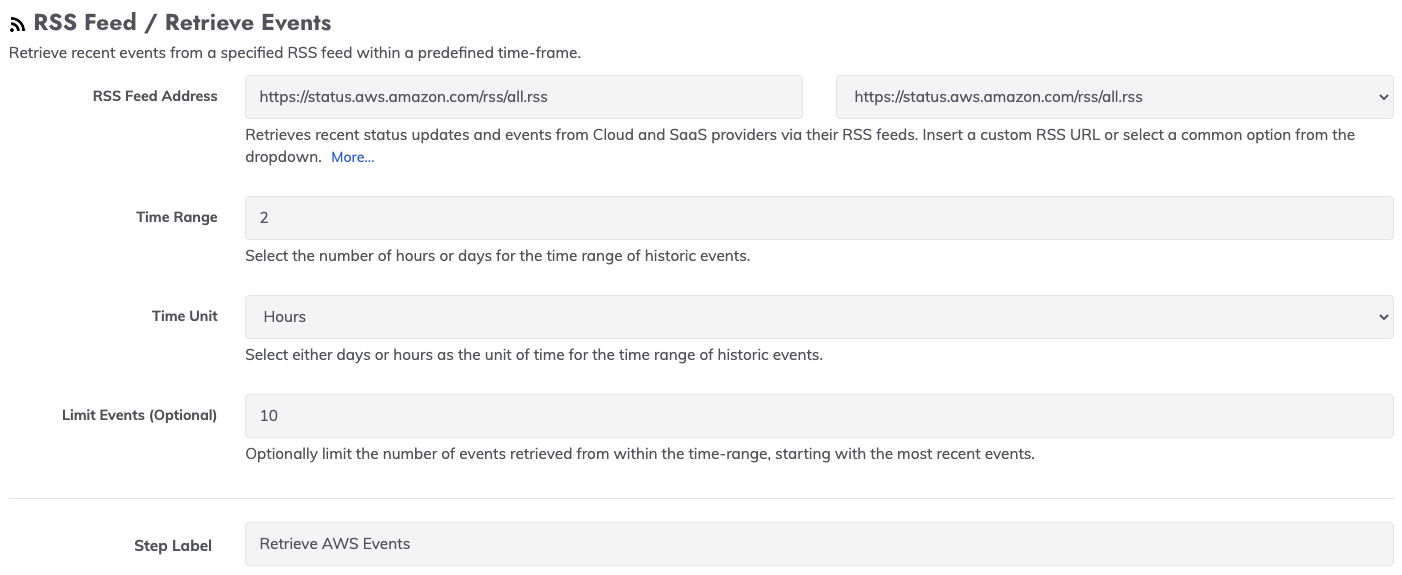 RSS Feed / Retrieve Events
Retrieve recent events from a specified RSS feed within a predefined time-frame.
RSS Feed Address
https://status.aws.amazon.com/rss/all.rss
https://status.aws.amazon.com/rss/all.rss
Retrieves recent status updates and events from Cloud and SaaS providers via their RSS feeds. Insert a custom RSS URL or select a common option from the
dropdown. More...
Time Range
2
Select the number of hours or days for the time range of historic events.
Time Unit
Hours
Select either days or hours as the unit of time for the time range of historic events.
Limit Events (Optional)
10
Optionally limit the number of events retrieved from within the time-range, starting with the most recent events.
Step Label
Retrieve AWS Events